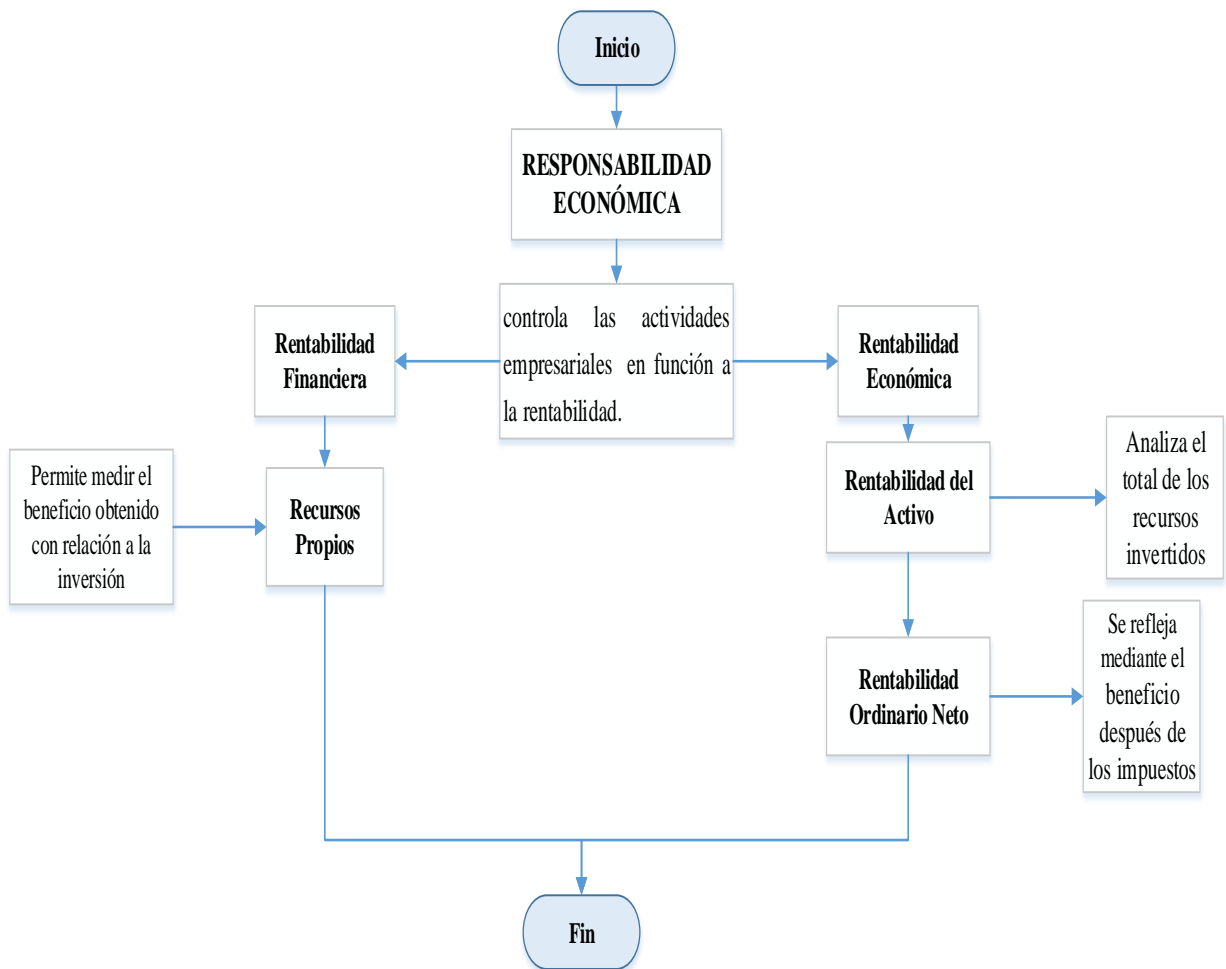 Inicio
RESPONSABILIDAD
ECONÓMICA
controla las actividades
empresariales en función a
la rentabilidad.
Rentabilidad
Financiera
Rentabilidad
Económica
Permite medir el
beneficio obtenido
con relación a la
inversión
Recursos
Propios
Rentabilidad del
Activo
Analiza el
total de los
recursos
invertidos
Rentabilidad
Ordinario Neto
Se refleja
mediante el
beneficio
después de
los impuestos
Fin